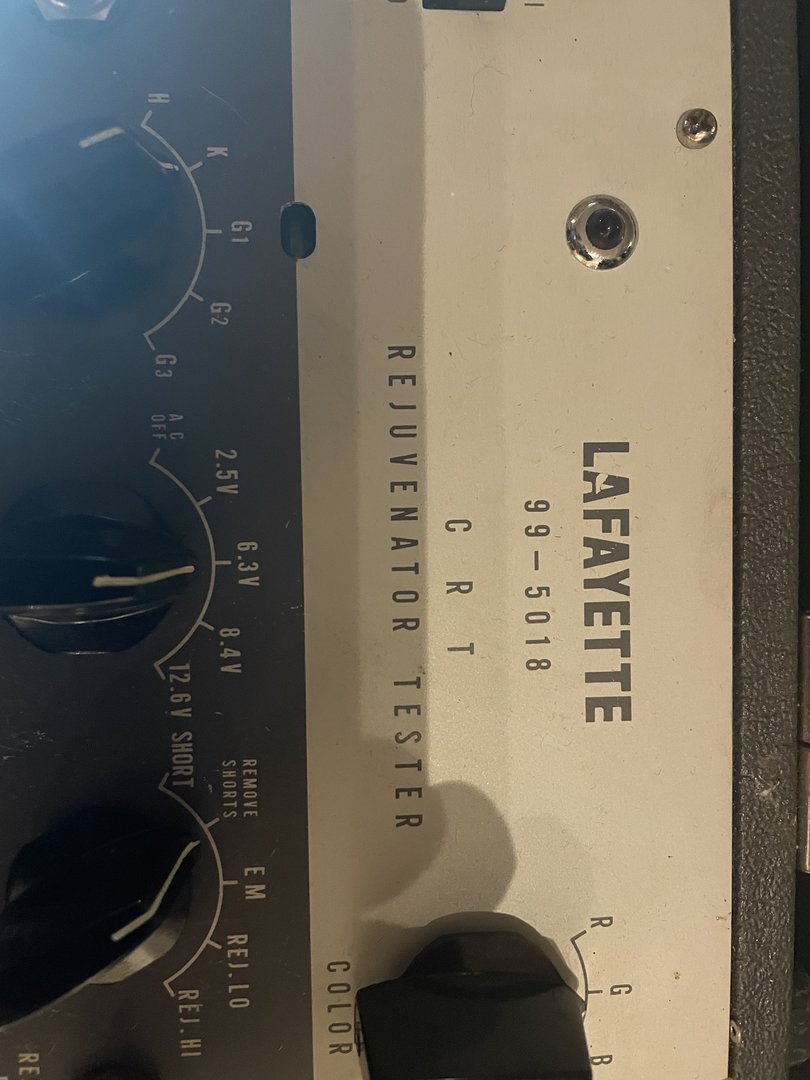 LAFAYETTE
99-5018
C R T
REJUVENATOR TESTER
R
G
B
COLOR
H
K
G1
G2
G3
AC
OFF
2.5V
6.3V
8.4V
12.6V
SHORT
REMOVE
SHORTS
EM
REJ.LO
REJ.HI